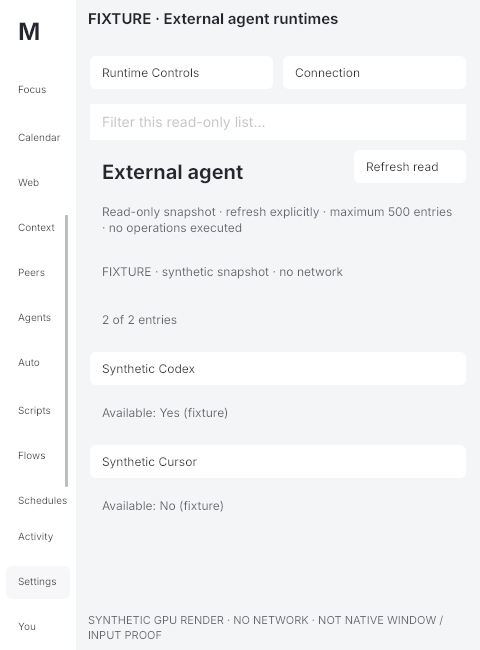 M
Focus
Calendar
Web
Context
Peers
Agents
Auto
Scripts
Flows
Schedules
Activity
Settings
You
FIXTURE · External agent runtimes
Runtime Controls
Connection
Filter this read-only list...
External agent
Refresh read
Read-only snapshot · refresh explicitly · maximum 500 entries
· no operations executed
FIXTURE · synthetic snapshot · no network
2 of 2 entries
Synthetic Codex
Available: Yes (fixture)
Synthetic Cursor
Available: No (fixture)
SYNTHETIC GPU RENDER · NO NETWORK · NOT NATIVE WINDOW /
INPUT PROOF